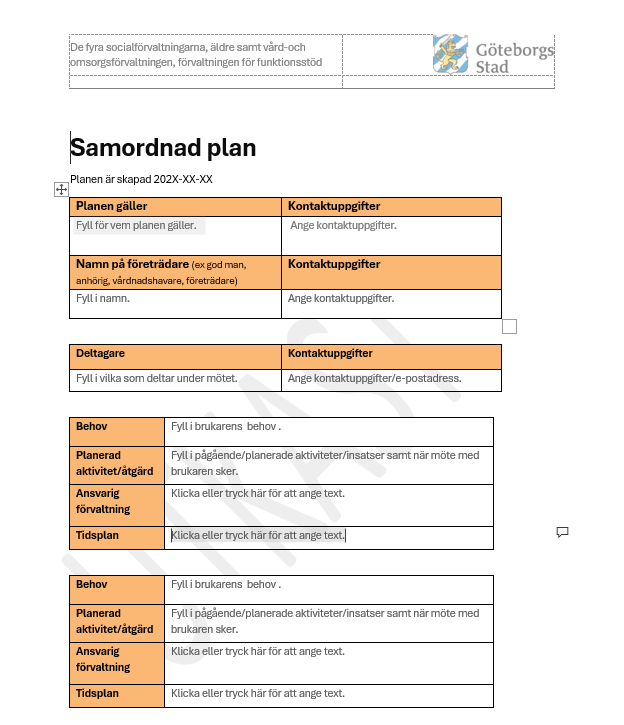 De fyra socialförvaltningarna, äldre samt vård-och
omsorgsförvaltningen, förvaltningen för funktionsstöd
Göteborgs
Stad
Samordnad plan
Planen är skapad 202X-XX-XX
Planen gäller
Kontaktuppgifter
Fyll för vem planen gäller.
Ange kontaktuppgifter.
Namn på företrädare (ex god man,
anhörig, vårdnadshavare, företrädare)
Kontaktuppgifter
Fyll i namn.
Ange kontaktuppgifter.
Deltagare
Kontaktuppgifter
Fyll i vilka som deltar under mötet.
Ange kontaktuppgifter/e-postadress.
Behov
Fyll i brukarens  behov .
Planerad
aktivitet/åtgärd
Fyll i pågående/planerade aktiviteter/insatser samt när möte med
brukaren sker.
Ansvarig
förvaltning
Klicka eller tryck här för att ange text.
Tidsplan
Klicka eller tryck här för att ange text.
Behov
Fyll i brukarens  behov .
Planerad
aktivitet/åtgärd
Fyll i pågående/planerade aktiviteter/insatser samt när möte med
brukaren sker.
Ansvarig
förvaltning
Klicka eller tryck här för att ange text.
Tidsplan
Klicka eller tryck här för att ange text.
UTKAST